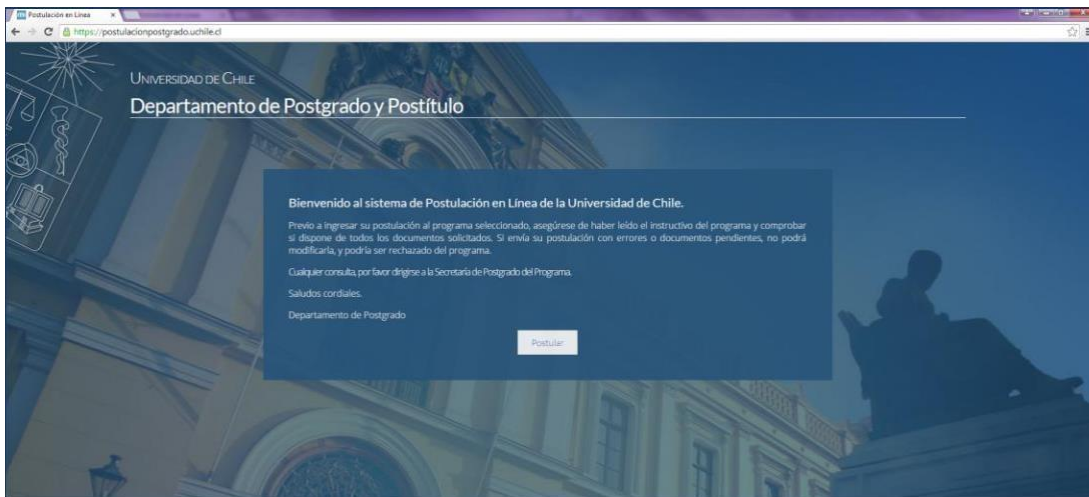 Postulación en Línea
https://postulacionpostgrado.uchile.cl
UNIVERSIDAD DE CHILE
Departamento de Postgrado y Postítulo
Bienvenido al sistema de Postulación en Línea de la Universidad de Chile.
Previo a ingresar su postulación al programa seleccionado, asegúrese de haber leído el instructivo del programa y comprobar
si dispone de todos los documentos solicitados. Si envía su postulación con errores o documentos pendientes, no podrá
modificarla, y podría ser rechazado del programa.
Cualquier consulta, por favor dirigirse a la Secretaría de Postgrado del Programa.
Saludos cordiales.
Departamento de Postgrado
Postular